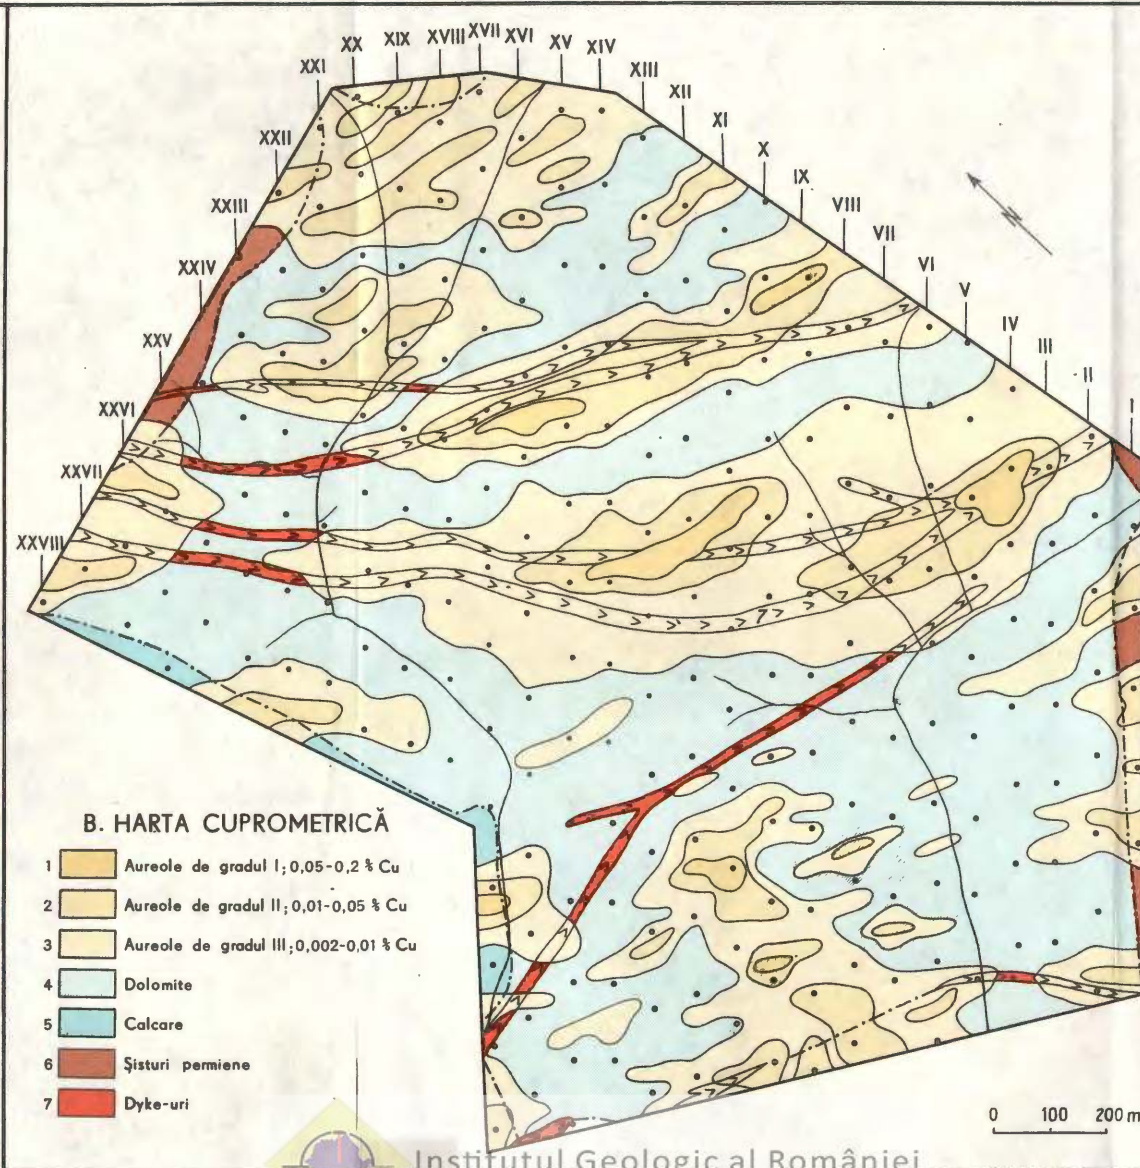 XXI XX XIX XVIII XVII XVI XV XIV XIII XII XI X IX VIII VII VI V IV III II I
XXII
XXIII
XXIV
XXV
XXVI
XXVII
XXVIII
N
B. HARTA CUPROMETRICĂ
1 Aureole de gradul I; 0,05-0,2 % Cu
2 Aureole de gradul II; 0,01-0,05 % Cu
3 Aureole de gradul III; 0,002-0,01 % Cu
4 Dolomite
5 Calcare
6 Șisturi permiene
7 Dyke-uri
0 100 200 m
Institutul Geologic al României